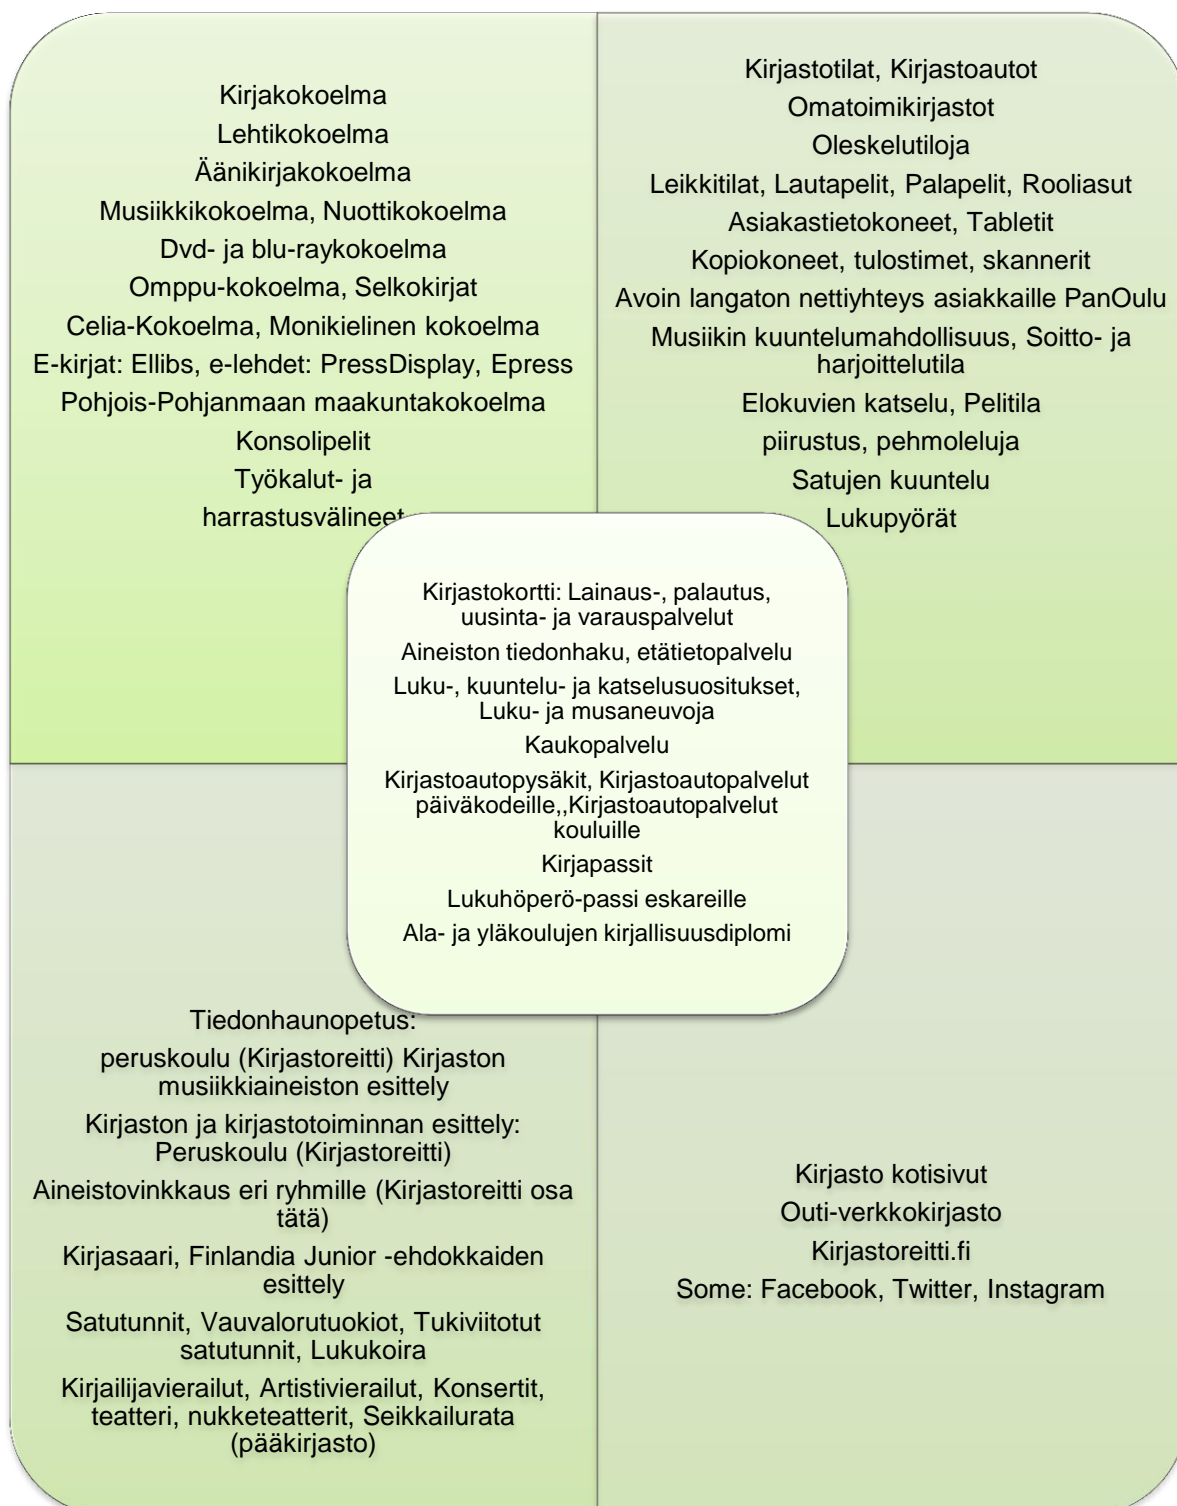 Kirjakokoelma
Lehtikokoelma
Äänikirjakokoelma
Musiikkikokoelma, Nuottikokoelma
Dvd- ja blu-raykokoelma
Omppu-kokoelma, Selkokirjat
Celia-Kokoelma, Monikielinen kokoelma
E-kirjat: Ellibs, e-lehdet: PressDisplay, Epress
Pohjois-Pohjanmaan maakuntakokoelma
Konsolipelit
Työkalut- ja
harrastusvälineet
Kirjastotilat, Kirjastoautot
Omatoimikirjastot
Oleskelutiloja
Leikkitilat, Lautapelit, Palapelit, Rooliasut
Asiakastietokoneet, Tabletit
Kopiokoneet, tulostimet, skannerit
Avoin langaton nettiyhteys asiakkaille PanOulu
Musiikin kuuntelumahdollisuus, Soitto- ja
harjoittelutila
Elokuvien katselu, Pelitila
piirustus, pehmoleluja
Satujen kuuntelu
Lukupyörät
Kirjastokortti: Lainaus-, palautus,
uusinta- ja varauspalvelut
Aineiston tiedonhaku, etätietopalvelu
Luku-, kuuntelu- ja katselusuositukset,
Luku- ja musaneuvoja
Kaukopalvelu
Kirjastoautopysäkit, Kirjastoautopalvelut
päiväkodeille,,Kirjastoautopalvelut
kouluille
Kirjapassit
Lukuhöperö-passi eskareille
Ala- ja yläkoulujen kirjallisuusdiplomi
Tiedonhaunopetus:
peruskoulu (Kirjastoreitti) Kirjaston
musiikkiaineiston esittely
Kirjaston ja kirjastotoiminnan esittely:
Peruskoulu (Kirjastoreitti)
Aineistovinkkaus eri ryhmille (Kirjastoreitti osa
tätä)
Kirjasaari, Finlandia Junior -ehdokkaiden
esittely
Satutunnit, Vauvalorutuokiot, Tukiviitotut
satutunnit, Lukukoira
Kirjailijavierailut, Artistivierailut, Konsertit,
teatteri, nukketeatterit, Seikkailurata
(pääkirjasto)
Kirjasto kotisivut
Outi-verkkokirjasto
Kirjastoreitti.fi
Some: Facebook, Twitter, Instagram